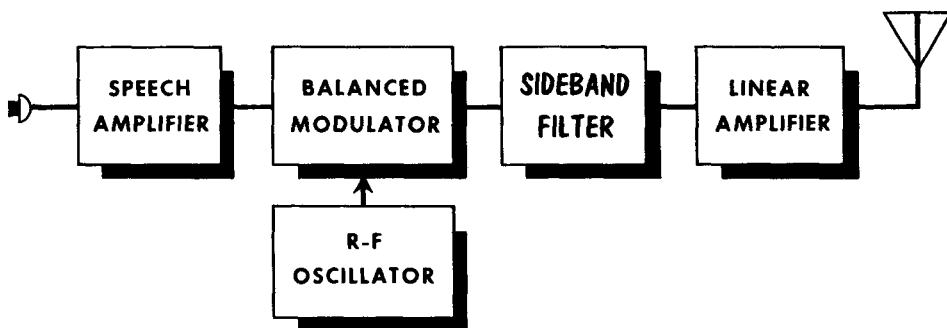 SPEECH
AMPLIFIER
BALANCED
MODULATOR
SIDEBAND
FILTER
LINEAR
AMPLIFIER
R-F
OSCILLATOR